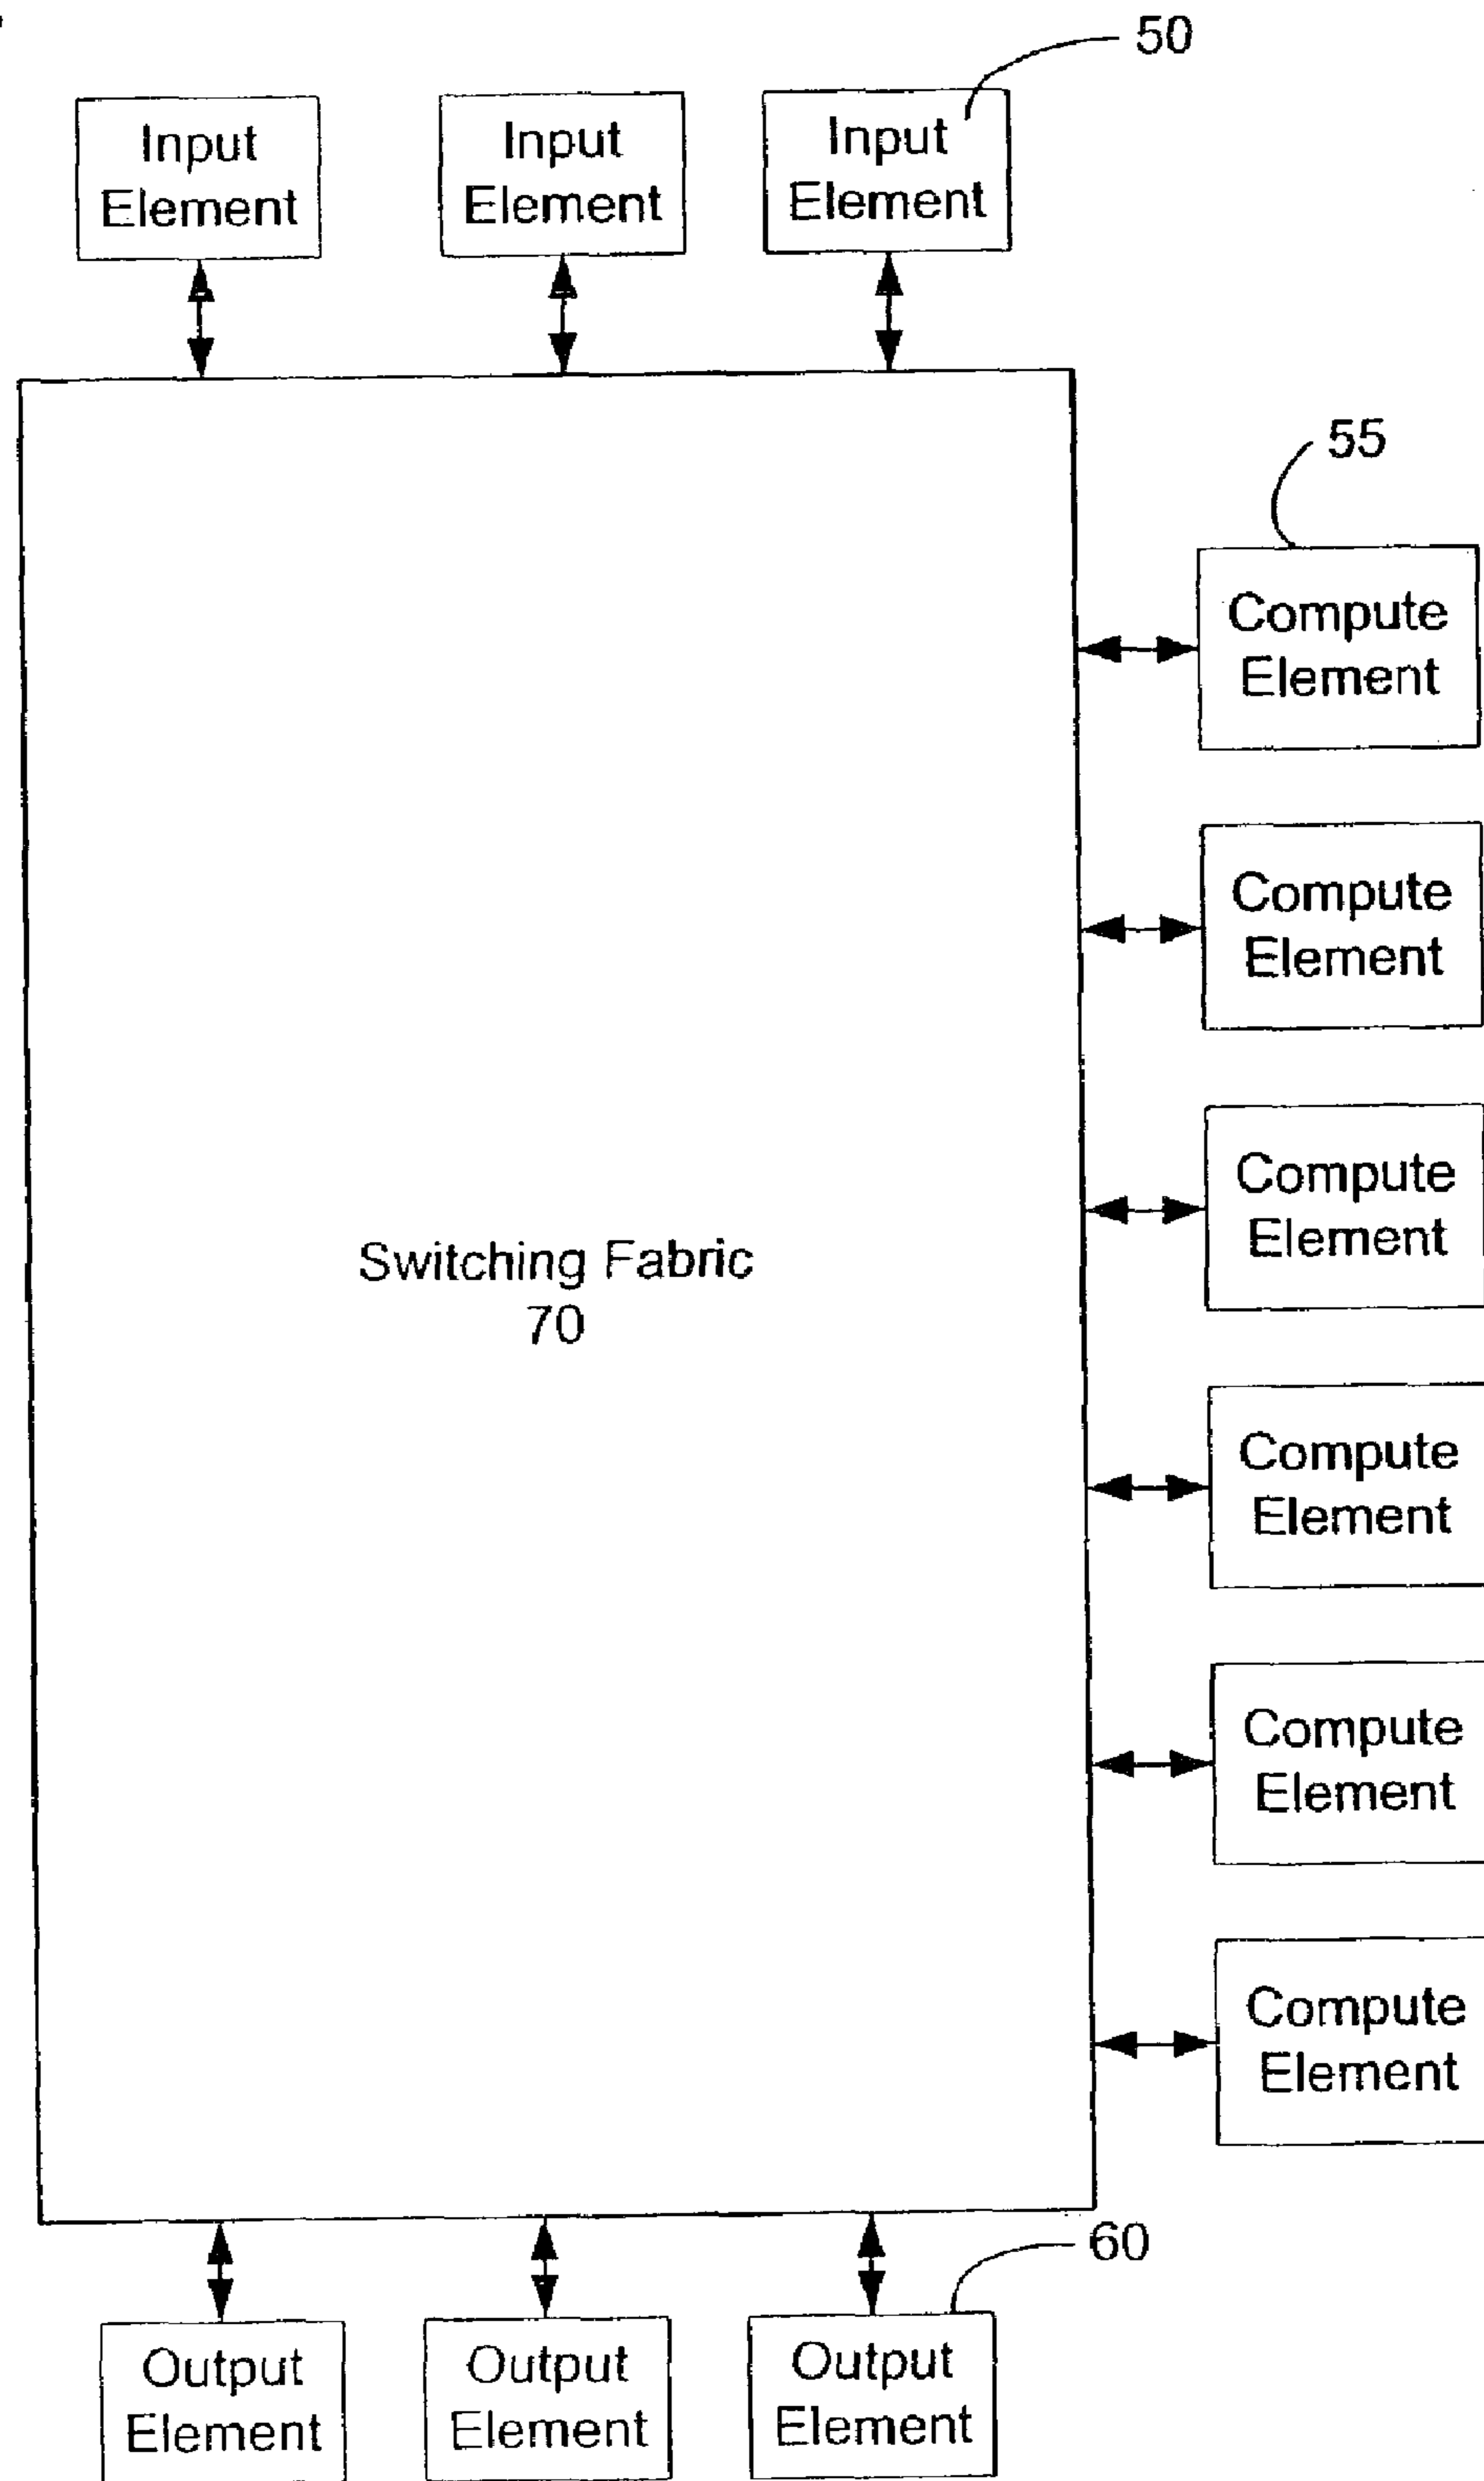 50
Input
Element
Input
Element
Input
Element
55
Compute
Element
Compute
Element
Compute
Element
Switching Fabric
70
Compute
Element
Compute
Element
Compute
Element
60
Output
Element
Output
Element
Output
Element